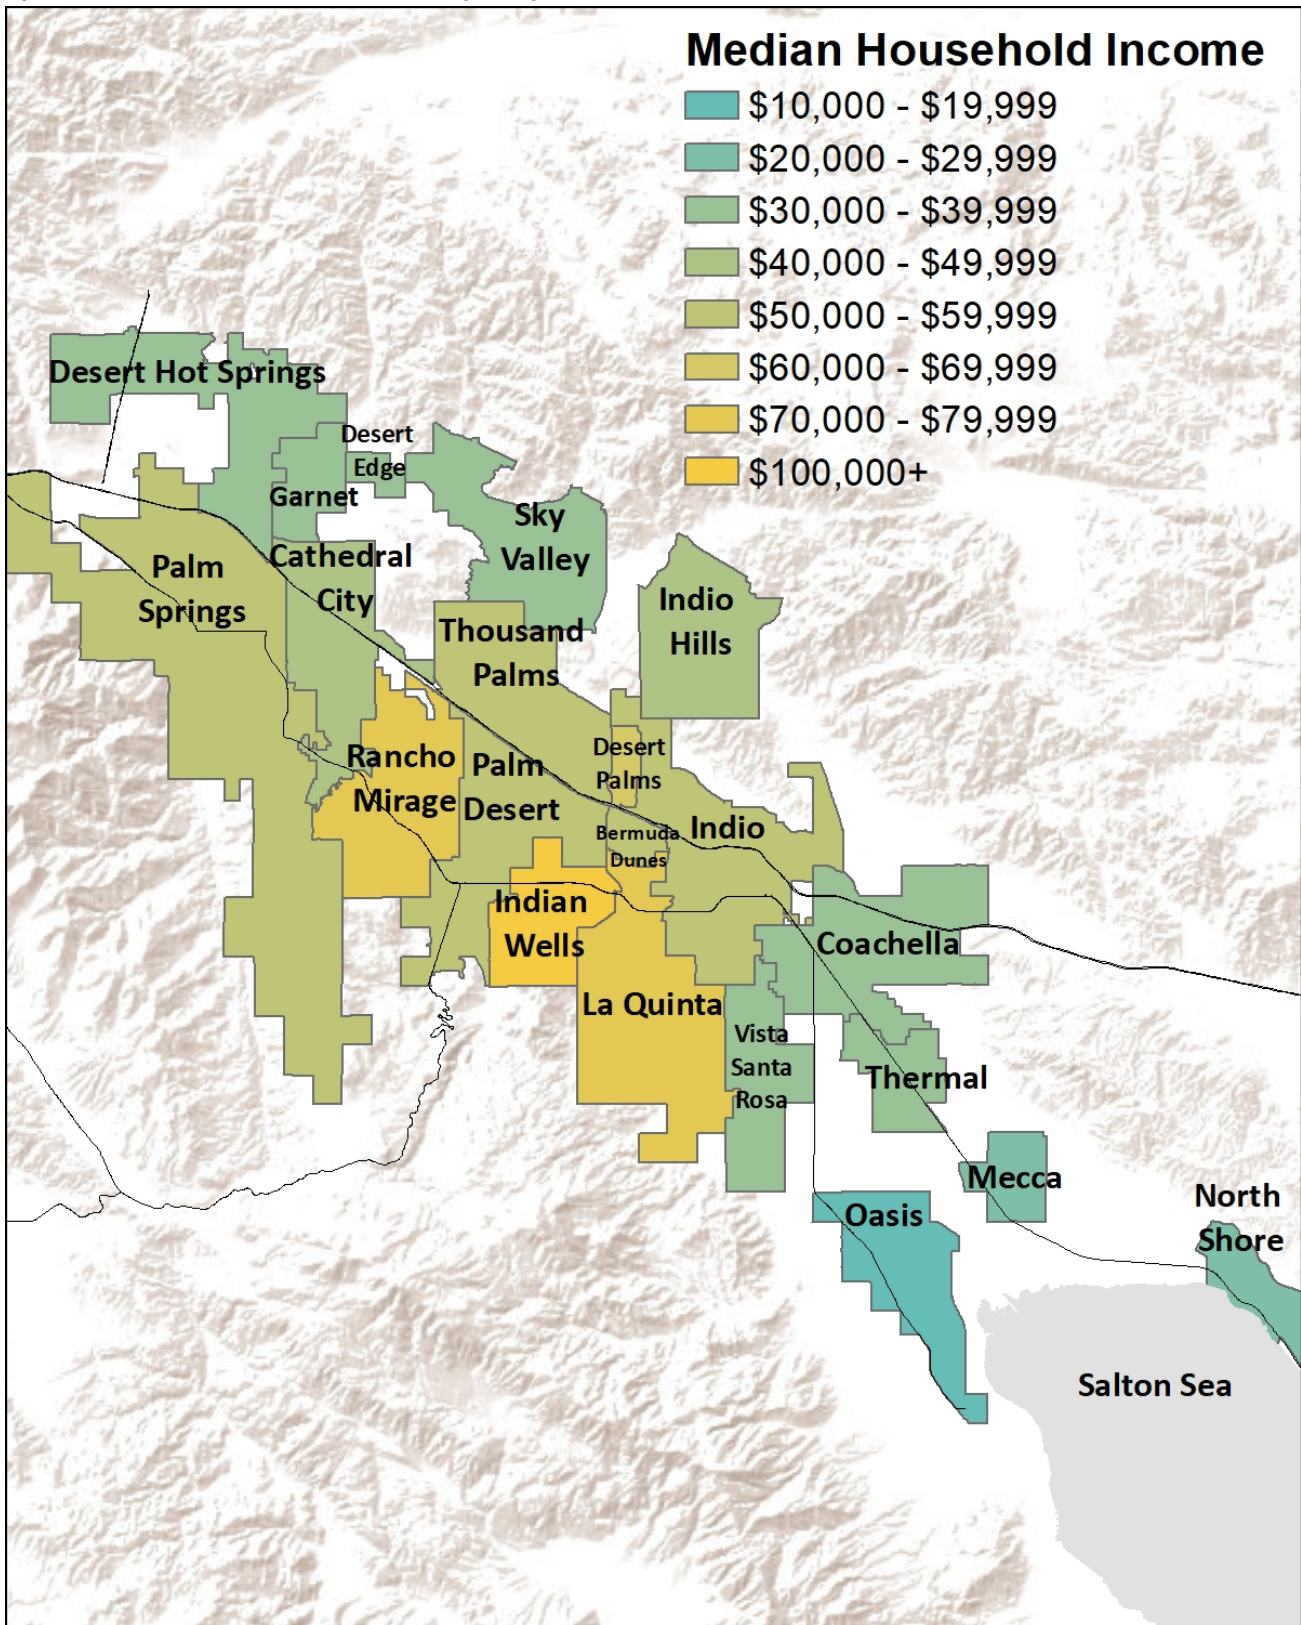 Median Household Income
$10,000 - $19,999
$20,000 - $29,999
$30,000 - $39,999
$40,000 - $49,999
$50,000 - $59,999
$60,000 - $69,999
$70,000 - $79,999
$100,000+
Desert Hot Springs
Desert
Edge
Garnet
Sky
Valley
Cathedral
City
Palm
Springs
Indio
Hills
Thousand
Palms
Rancho
Mirage
Palm
Desert
Desert
Palms
Bermuda
Dunes
Indio
Indian
Wells
Coachella
La Quinta
Vista
Santa
Rosa
Thermal
Mecca
North
Shore
Oasis
Salton Sea